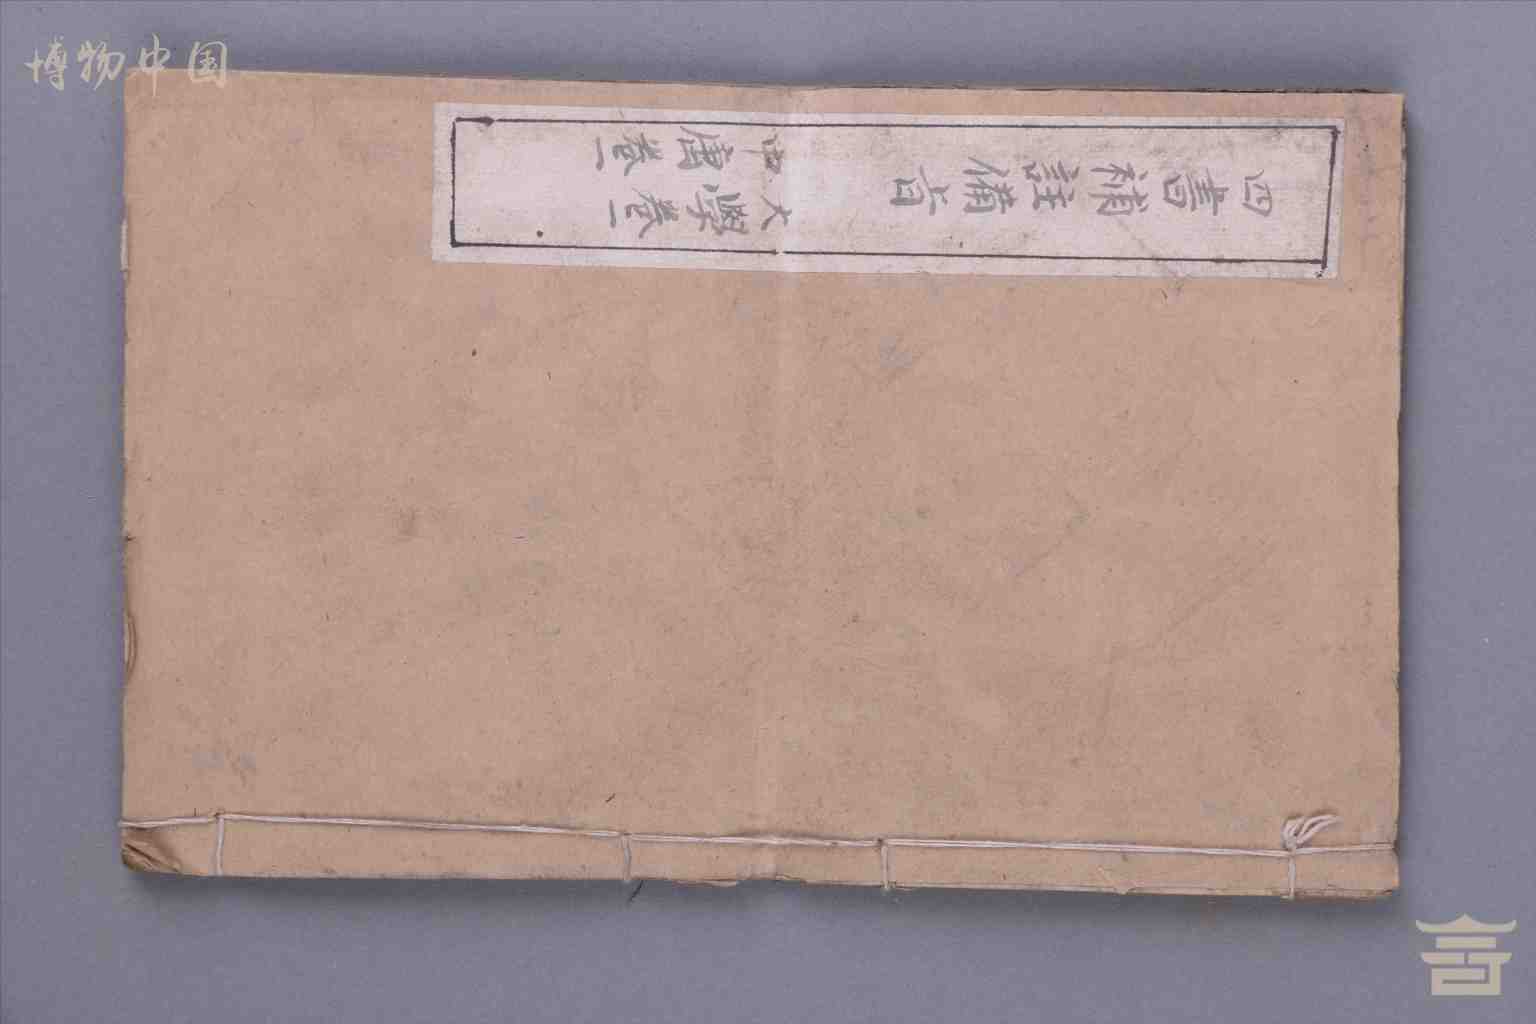 博物中国
四書補註備旨
大學卷一
中庸卷一